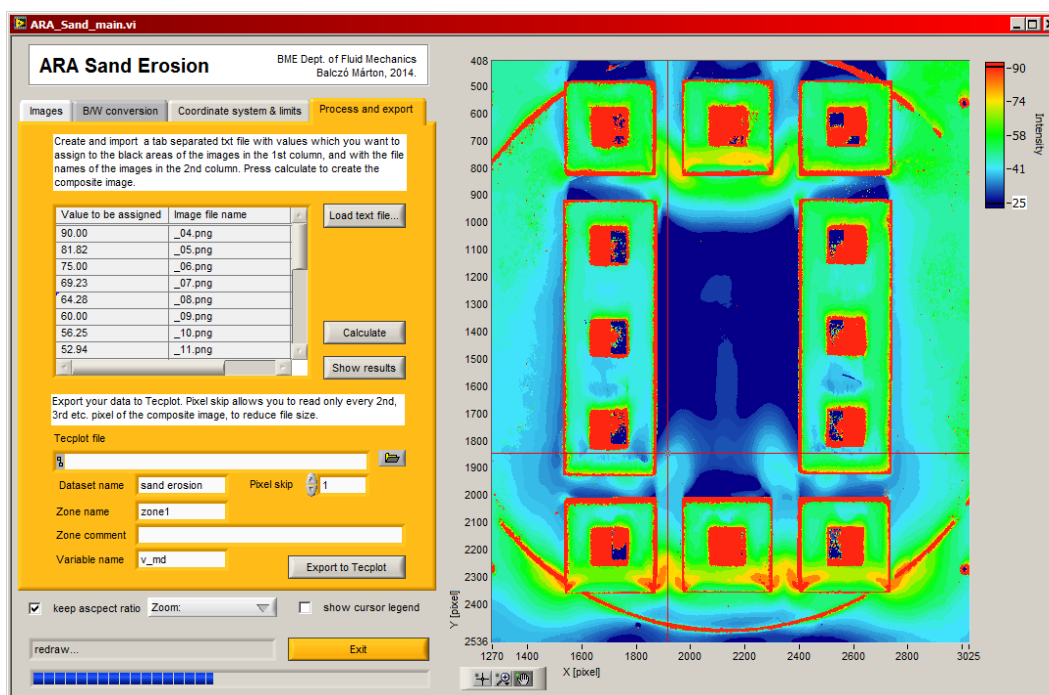 ARA_Sand_main.vi
ARA Sand Erosion
BME Dept. of Fluid Mechanics
Balczó Márton, 2014.
Images
B/W conversion
Coordinate system & limits
Process and export
Create and import a tab separated txt file with values which you want to
assign to the black areas of the images in the 1st column, and with the file
names of the images in the 2nd column. Press calculate to create the
composite image.
Value to be assigned Image file name
90.00 _04.png
81.82 _05.png
75.00 _06.png
69.23 _07.png
64.28 _08.png
60.00 _09.png
56.25 _10.png
52.94 _11.png
Load text file...
Calculate
Show results
Export your data to Tecplot. Pixel skip allows you to read only every 2nd,
3rd etc. pixel of the composite image, to reduce file size.
Tecplot file
Dataset name sand erosion Pixel skip 1
Zone name zone1
Zone comment
Variable name v_md
Export to Tecplot
keep ascpect ratio Zoom: show cursor legend
redraw...
Exit
408
500
600
700
800
900
1000
1100
1200
1300
1400
1500
1600
1700
1800
1900
2000
2100
2200
2300
2400
2536
Y [pixel]
1270 1400 1600 1800 2000 2200 2400 2600 2800 3025
X [pixel]
90
74
58
41
25
Intensity